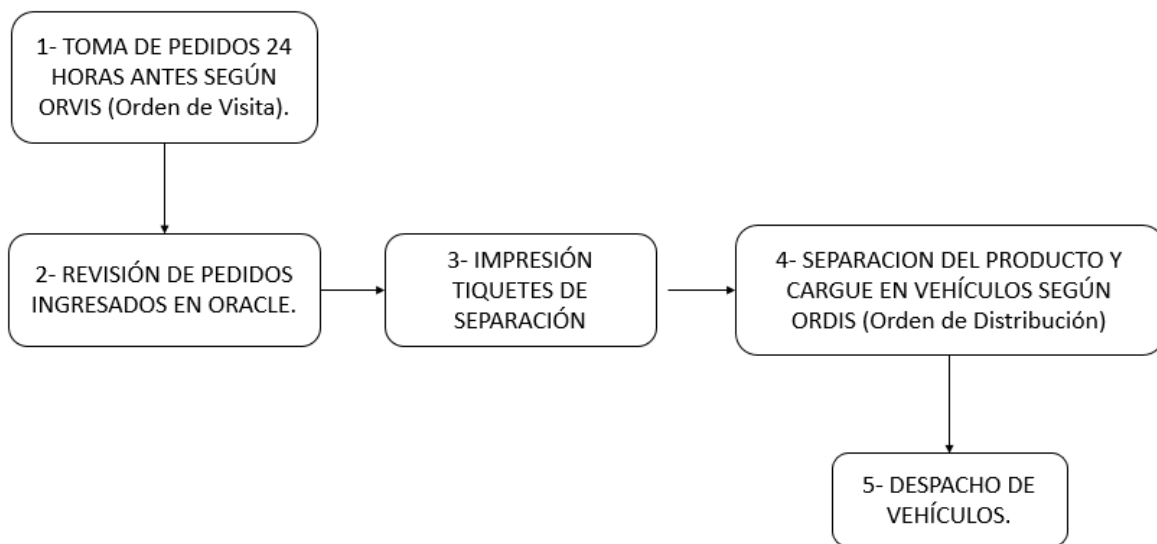 1- TOMA DE PEDIDOS 24
HORAS ANTES SEGÚN
ORVIS (Orden de Visita).
2- REVISIÓN DE PEDIDOS
INGRESADOS EN ORACLE.
3- IMPRESIÓN
TIQUETES DE
SEPARACIÓN
4- SEPARACION DEL PRODUCTO Y
CARGUE EN VEHÍCULOS SEGÚN
ORDIS (Orden de Distribución)
5- DESPACHO DE
VEHÍCULOS.